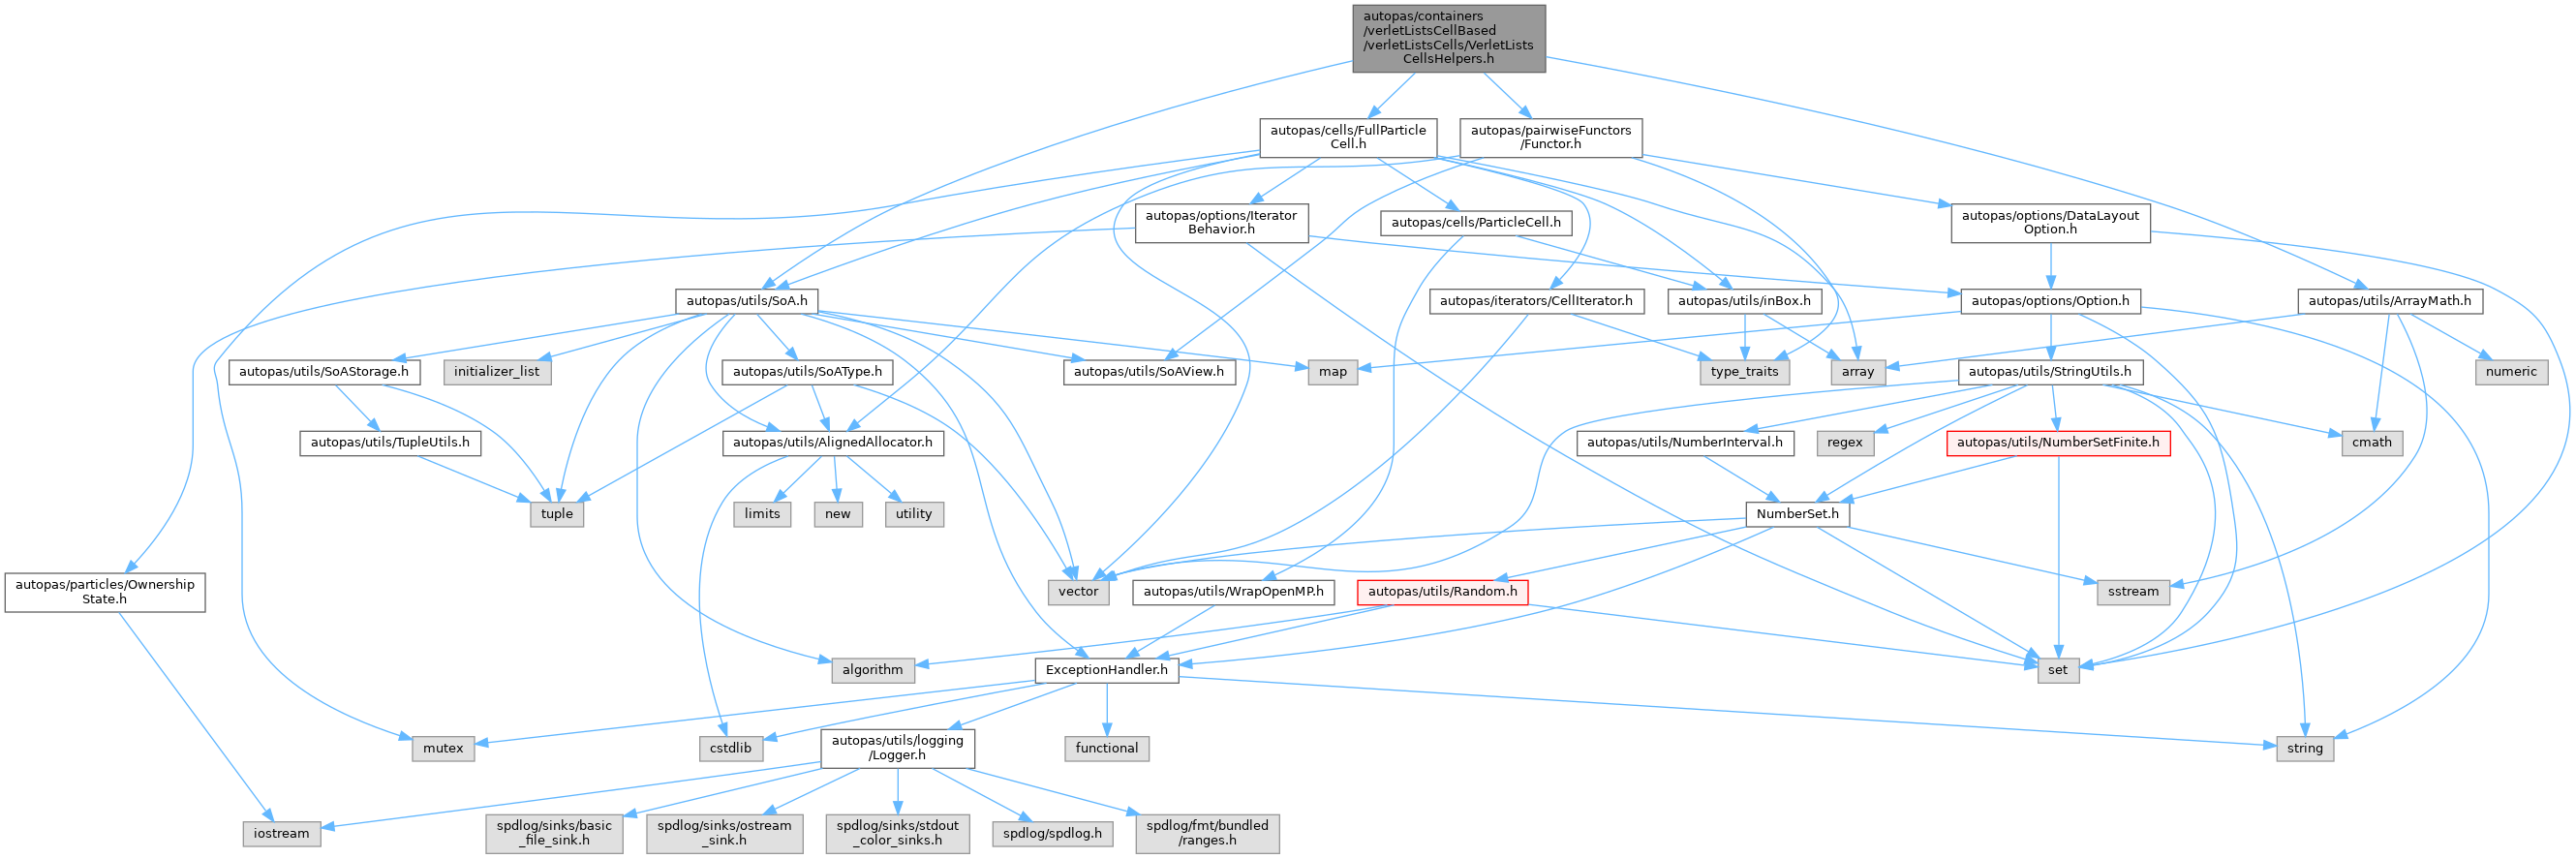 autopas/containers
/verletListsCellBased
/verletListsCells/VerletLists
CellsHelpers.h
autopas/cells/FullParticle
Cell.h
autopas/pairwiseFunctors
/Functor.h
autopas/options/Iterator
Behavior.h
autopas/cells/ParticleCell.h
autopas/options/DataLayout
Option.h
autopas/utils/SoA.h
autopas/iterators/CellIterator.h
autopas/utils/inBox.h
autopas/options/Option.h
autopas/utils/ArrayMath.h
autopas/utils/SoAStorage.h
initializer_list
autopas/utils/SoAType.h
autopas/utils/SoAView.h
map
type_traits
array
autopas/utils/StringUtils.h
numeric
autopas/utils/TupleUtils.h
autopas/utils/AlignedAllocator.h
autopas/utils/NumberInterval.h
regex
autopas/utils/NumberSetFinite.h
cmath
tuple
limits
new
utility
NumberSet.h
autopas/particles/Ownership
State.h
vector
autopas/utils/WrapOpenMP.h
autopas/utils/Random.h
sstream
algorithm
ExceptionHandler.h
set
mutex
cstdlib
autopas/utils/logging
/Logger.h
functional
string
iostream
spdlog/sinks/basic
_file_sink.h
spdlog/sinks/ostream
_sink.h
spdlog/sinks/stdout
_color_sinks.h
spdlog/spdlog.h
spdlog/fmt/bundled
/ranges.h